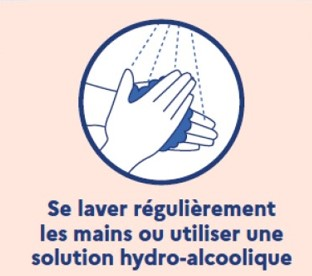 Se laver régulièrement
les mains ou utiliser une
solution hydro-alcoolique